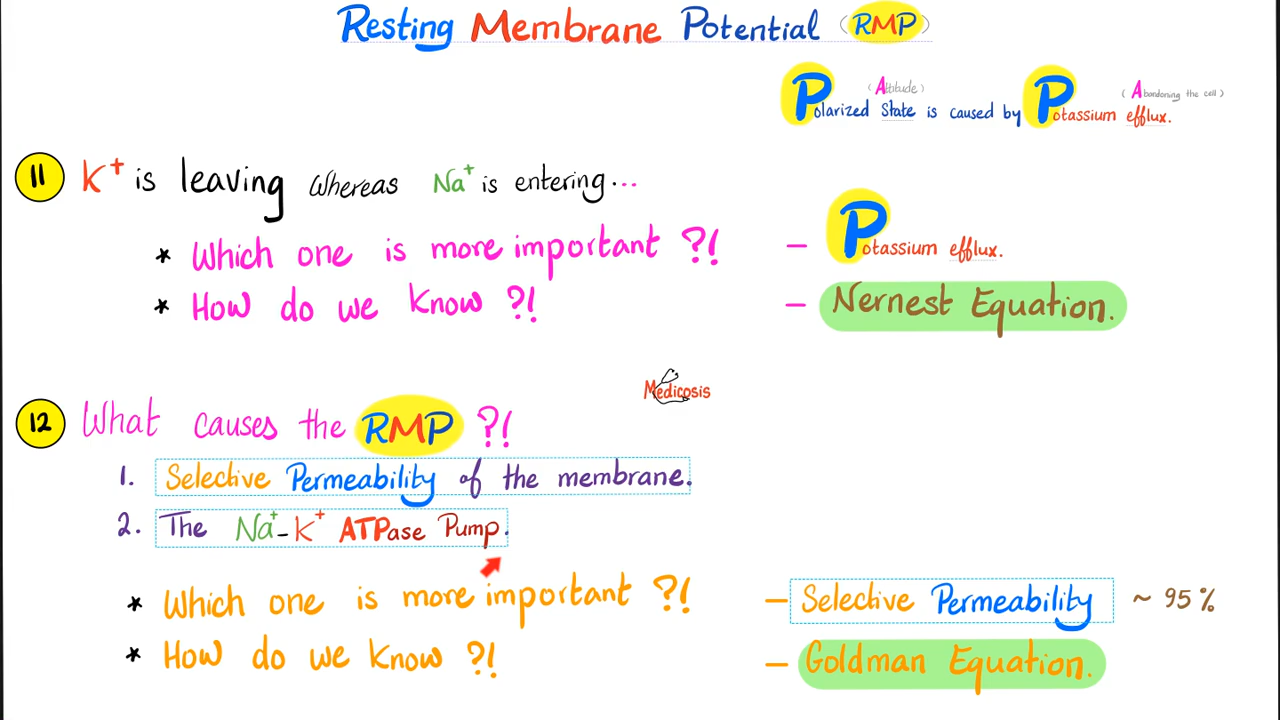 Resting Membrane Potential (RMP)
(Attitude) (Abandoning the cell)
Polarized State is caused by Potassium efflux.
11 K+ is leaving whereas Na+ is entering...
* Which one is more important ?! – Potassium efflux.
* How do we know ?! – Nernest Equation.
Medicosis
12 What causes the RMP ?!
1. Selective Permeability of the membrane.
2. The Na+-K+ ATPase Pump.
* Which one is more important ?! – Selective Permeability ~ 95%
* How do we know ?! – Goldman Equation.